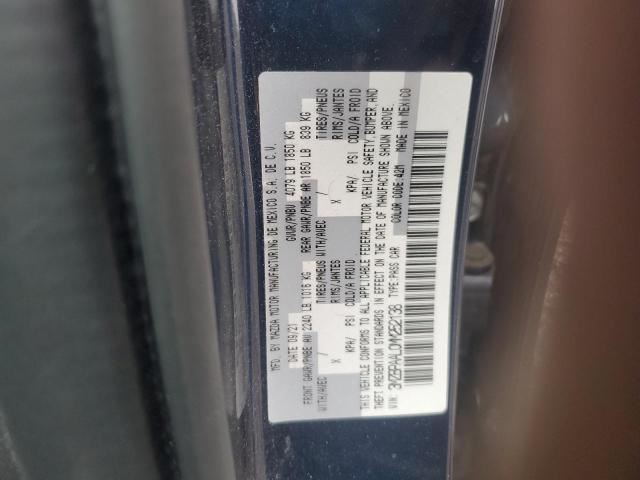 MFD. BY MAZDA MOTOR MANUFACTURING DE MEXICO S.A. DE C.V.
DATE 09/21 GVWR/PNBV 4079 LB 1850 KG
FRONT GAWR/PNBE AV 2240 LB 1016 KG REAR GAWR/PNBE AR 1850 LB 839 KG
WITH/AVEC / TIRES/PNEUS WITH/AVEC / TIRES/PNEUS
X RIMS/JANTES X RIMS/JANTES
KPA/ PSI COLD/A FROID KPA/ PSI COLD/A FROID
THIS VEHICLE CONFORMS TO ALL APPLICABLE FEDERAL MOTOR VEHICLE SAFETY,BUMPER,AND
THEFT PREVENTION STANDARDS IN EFFECT ON THE DATE OF MANUFACTURE SHOWN ABOVE.
VIN: TYPE:PASS CAR COLOR CODE:42M MADE IN MEXICO